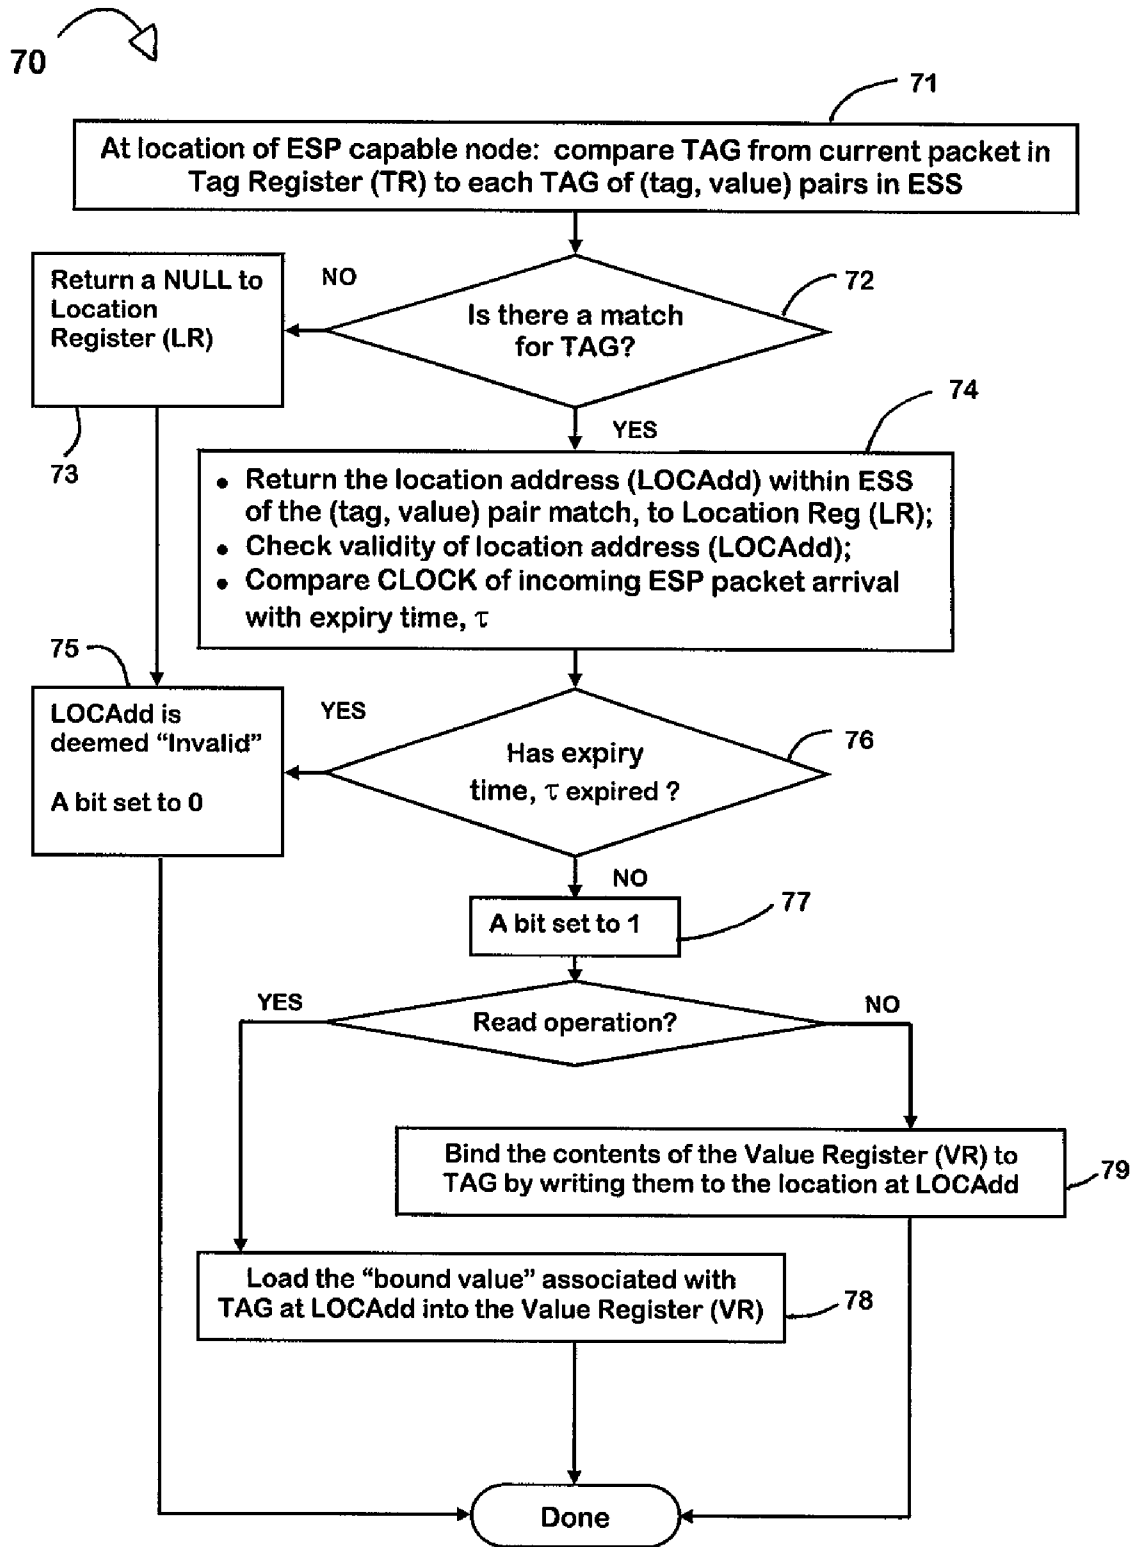 70
71
At location of ESP capable node: compare TAG from current packet in
Tag Register (TR) to each TAG of (tag, value) pairs in ESS
Return a NULL to
Location
Register (LR)
NO
72
Is there a match
for TAG?
73
YES
74
• Return the location address (LOCAdd) within ESS
of the (tag, value) pair match, to Location Reg (LR);
• Check validity of location address (LOCAdd);
• Compare CLOCK of incoming ESP packet arrival
with expiry time, τ
75
LOCAdd is
deemed “Invalid”
A bit set to 0
YES
76
Has expiry
time, τ expired ?
NO
77
A bit set to 1
YES
NO
Read operation?
Bind the contents of the Value Register (VR) to
TAG by writing them to the location at LOCAdd
79
Load the “bound value” associated with
TAG at LOCAdd into the Value Register (VR)
78
Done